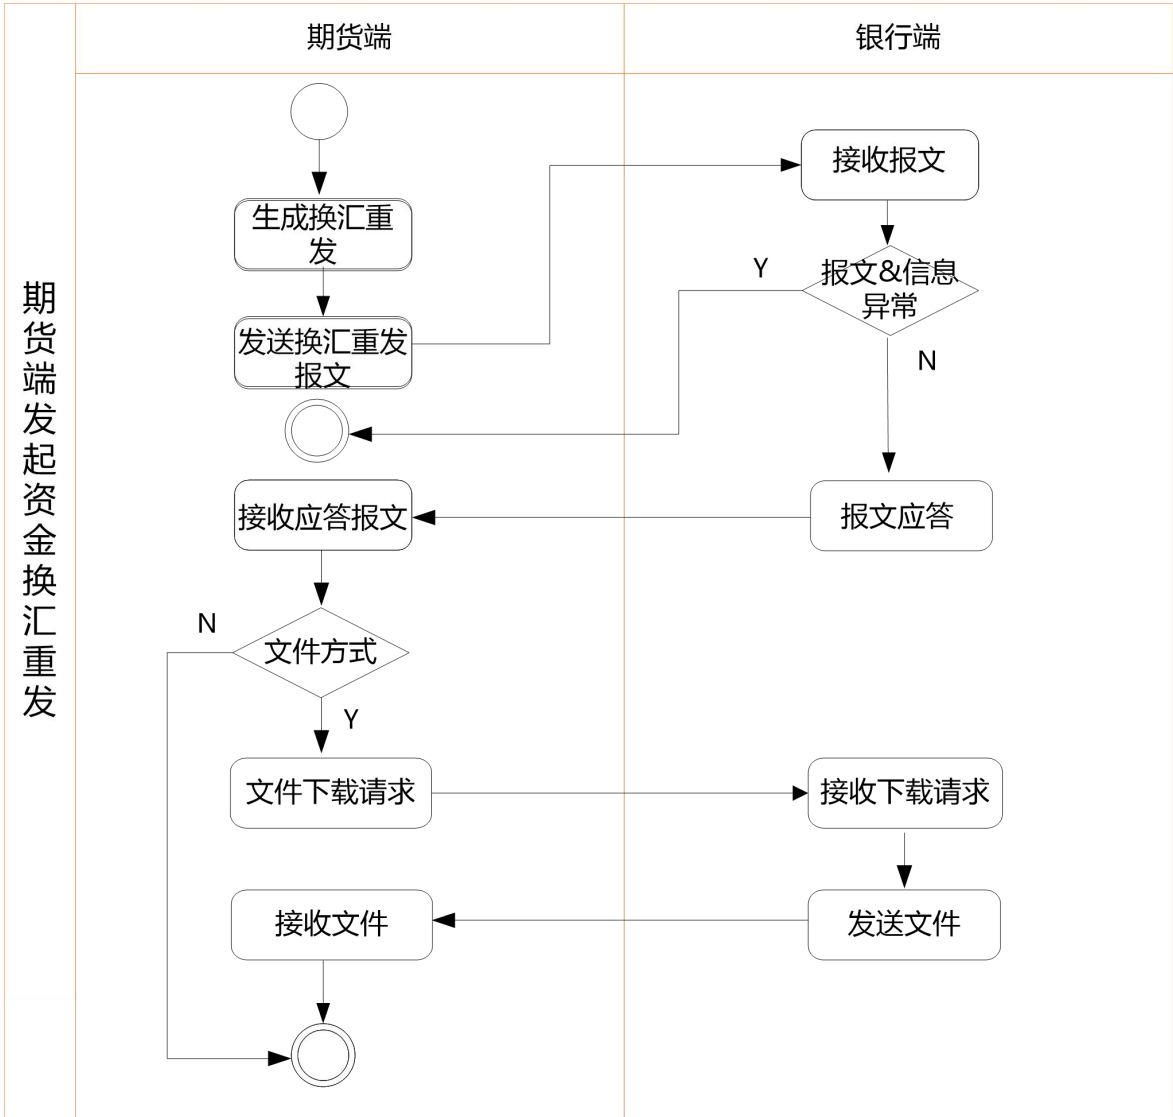 期货端
银行端
期货端发起资金换汇重发
接收报文
生成换汇重
发
Y
报文&信息
异常
发送换汇重发
报文
N
接收应答报文
报文应答
N
文件方式
Y
文件下载请求
接收下载请求
接收文件
发送文件